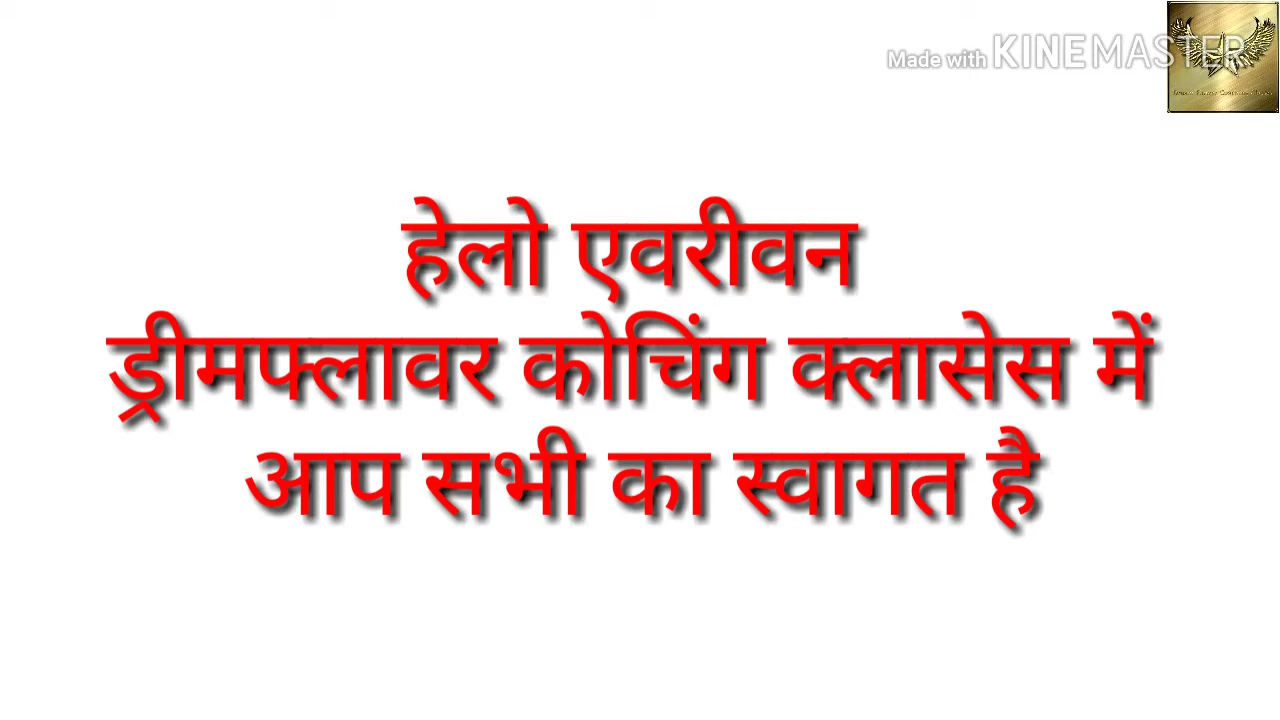 Made with KINEMASTER
हेलो एवरीवन
ड्रीमफ्लावर कोचिंग क्लासेस में
आप सभी का स्वागत है